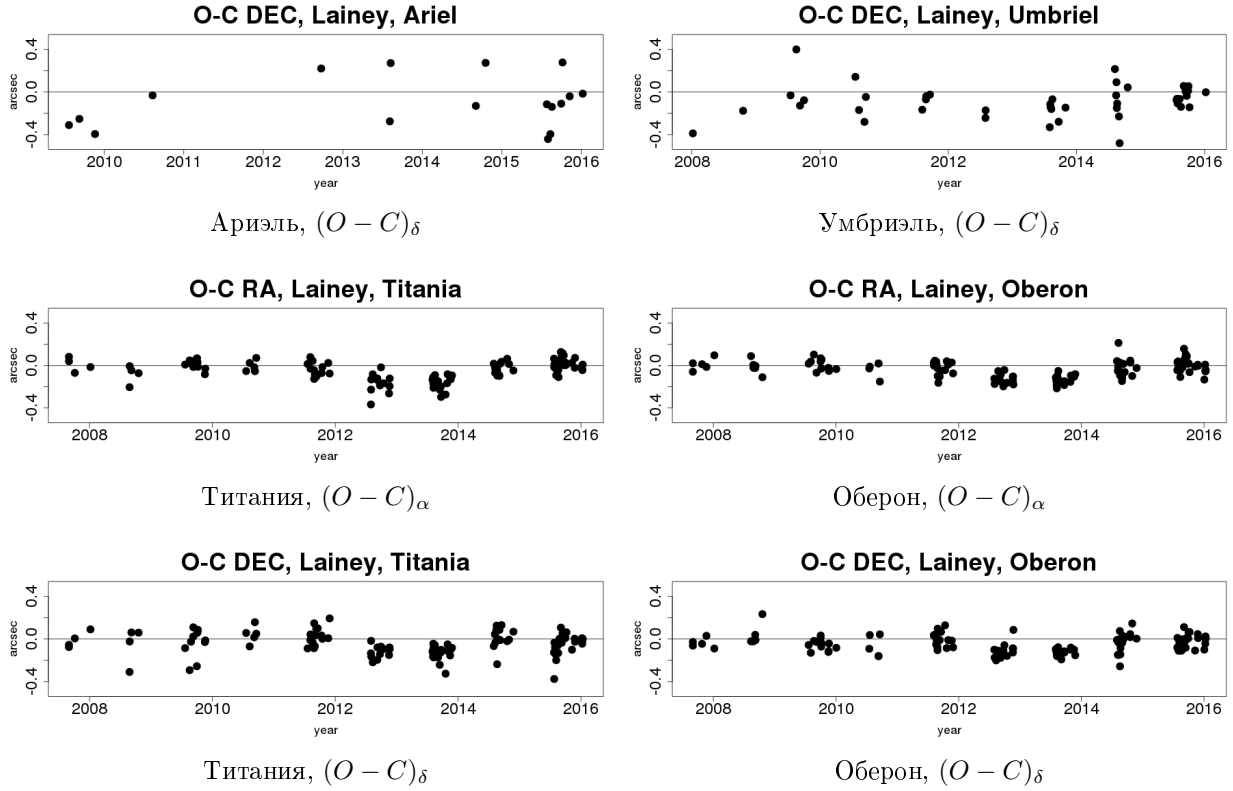 O-C DEC, Lainey, Ariel
arcsec
0.4
0.0
-0.4
2010 2011 2012 2013 2014 2015 2016
year
Ариэль, (O − C)δ
O-C DEC, Lainey, Umbriel
arcsec
0.4
0.0
-0.4
2008 2010 2012 2014 2016
year
Умбриэль, (O − C)δ
O-C RA, Lainey, Titania
arcsec
0.4
0.0
-0.4
2008 2010 2012 2014 2016
year
Титания, (O − C)α
O-C RA, Lainey, Oberon
arcsec
0.4
0.0
-0.4
2008 2010 2012 2014 2016
year
Оберон, (O − C)α
O-C DEC, Lainey, Titania
arcsec
0.4
0.0
-0.4
2008 2010 2012 2014 2016
year
Титания, (O − C)δ
O-C DEC, Lainey, Oberon
arcsec
0.4
0.0
-0.4
2008 2010 2012 2014 2016
year
Оберон, (O − C)δ